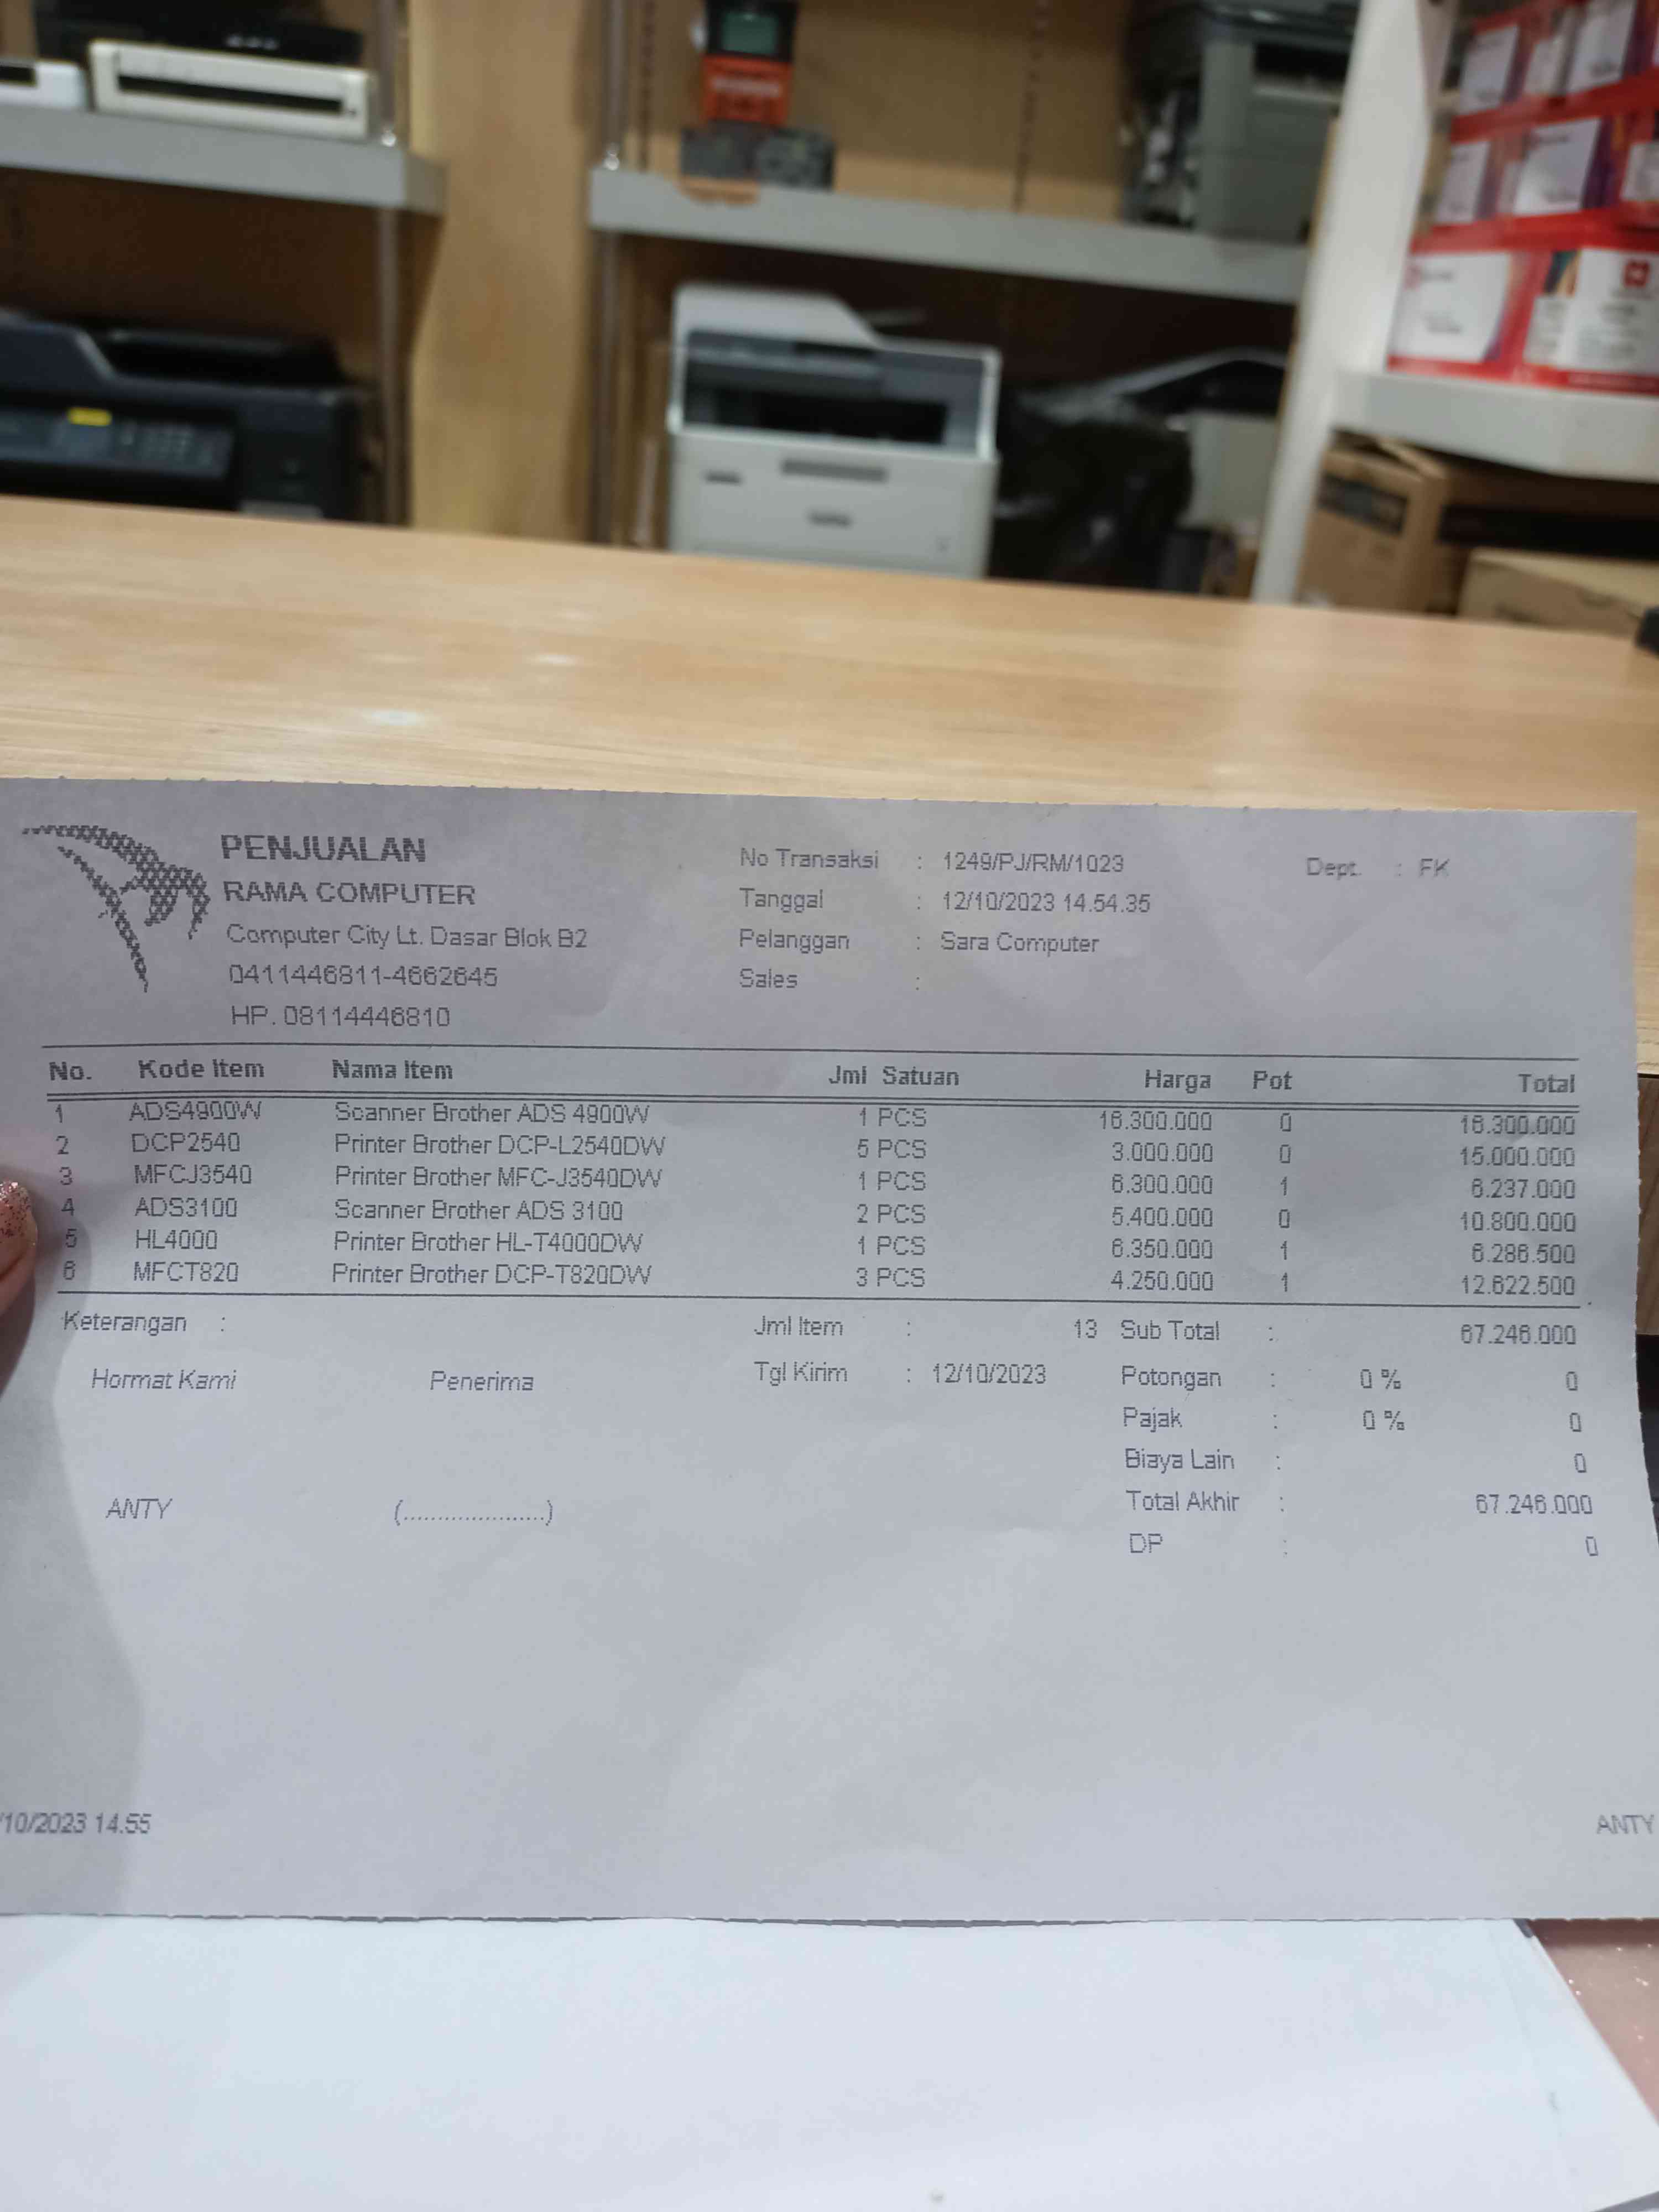 PENJUALAN
RAMA COMPUTER
Computer City Lt. Dasar Blok B2
0411446811-4662645
HP. 08114446810
No Transaksi : 1249/PJ/RM/1023
Tanggal : 12/10/2023 14.54.35
Pelanggan : Sara Computer
Sales :
Dept. : FK
No. Kode Item Nama Item Jml Satuan Harga Pot Total
1 ADS4900W Scanner Brother ADS 4900W 1 PCS 16.300.000 0 16.300.000
2 DCP2540 Printer Brother DCP-L2540DW 5 PCS 3.000.000 0 15.000.000
3 MFCJ3540 Printer Brother MFC-J3540DW 1 PCS 6.300.000 1 6.237.000
4 ADS3100 Scanner Brother ADS 3100 2 PCS 5.400.000 0 10.800.000
5 HL4000 Printer Brother HL-T4000DW 1 PCS 6.350.000 1 6.286.500
6 MFCT820 Printer Brother DCP-T820DW 3 PCS 4.250.000 1 12.622.500
Keterangan : Jml Item : 13 Sub Total : 67.246.000
Hormat Kami Penerima Tgl Kirim : 12/10/2023 Potongan : 0 % 0
Pajak : 0 % 0
Biaya Lain : 0
ANTY (.....................) Total Akhir : 67.246.000
DP : 0
/10/2023 14.55 ANTY